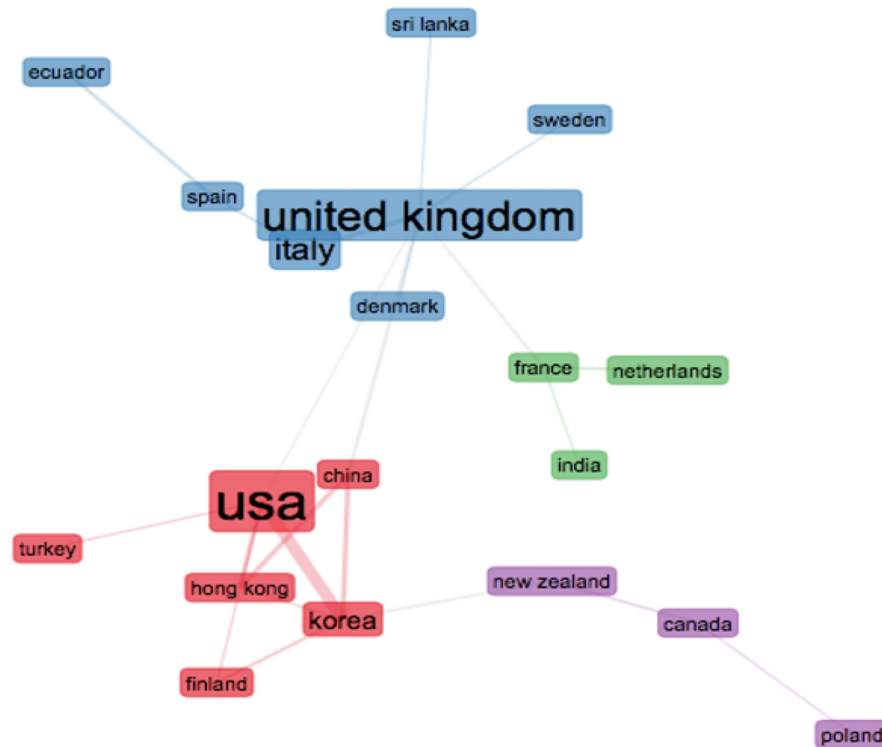 sri lanka
ecuador
sweden
spain
united kingdom
italy
denmark
france
netherlands
india
china
usa
turkey
hong kong
new zealand
korea
canada
finland
poland